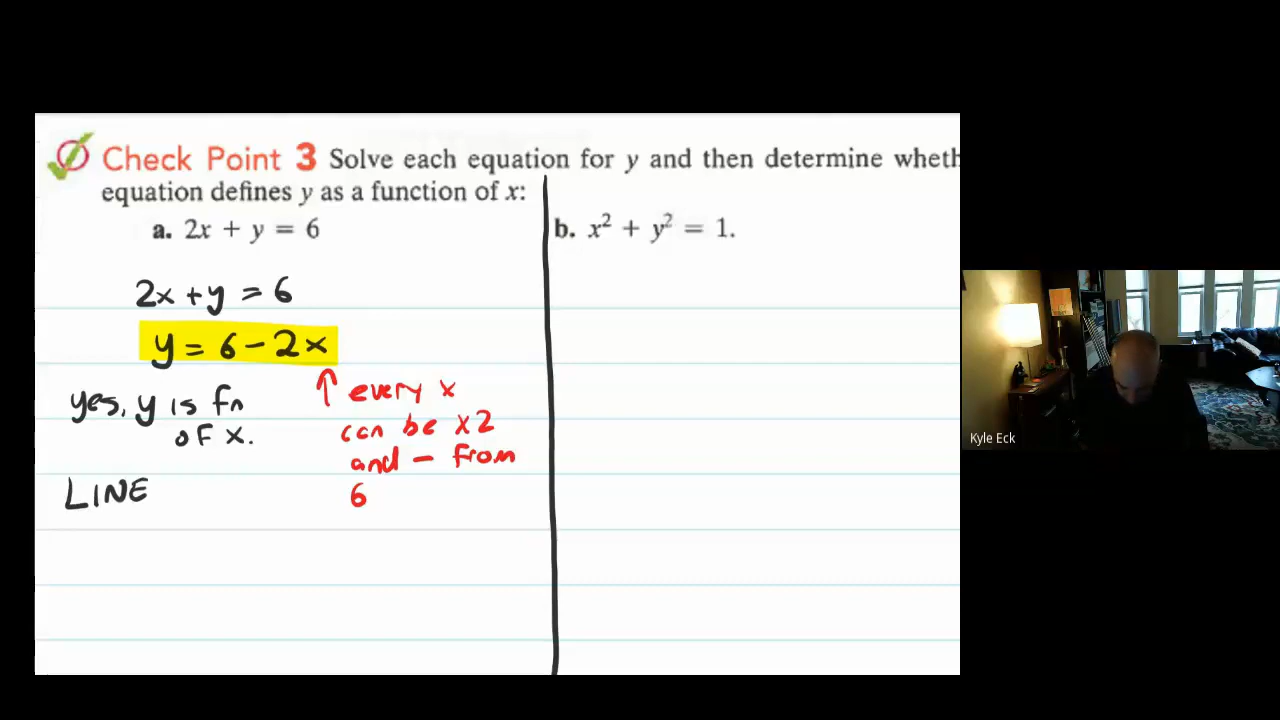 Check Point 3 Solve each equation for y and then determine wheth
equation defines y as a function of x:
a. 2x + y = 6
b. x² + y² = 1.
2x + y = 6
y = 6 - 2x
yes, y is fn
of x.
LINE
↑ every x
can be x2
and - from
6
Kyle Eck